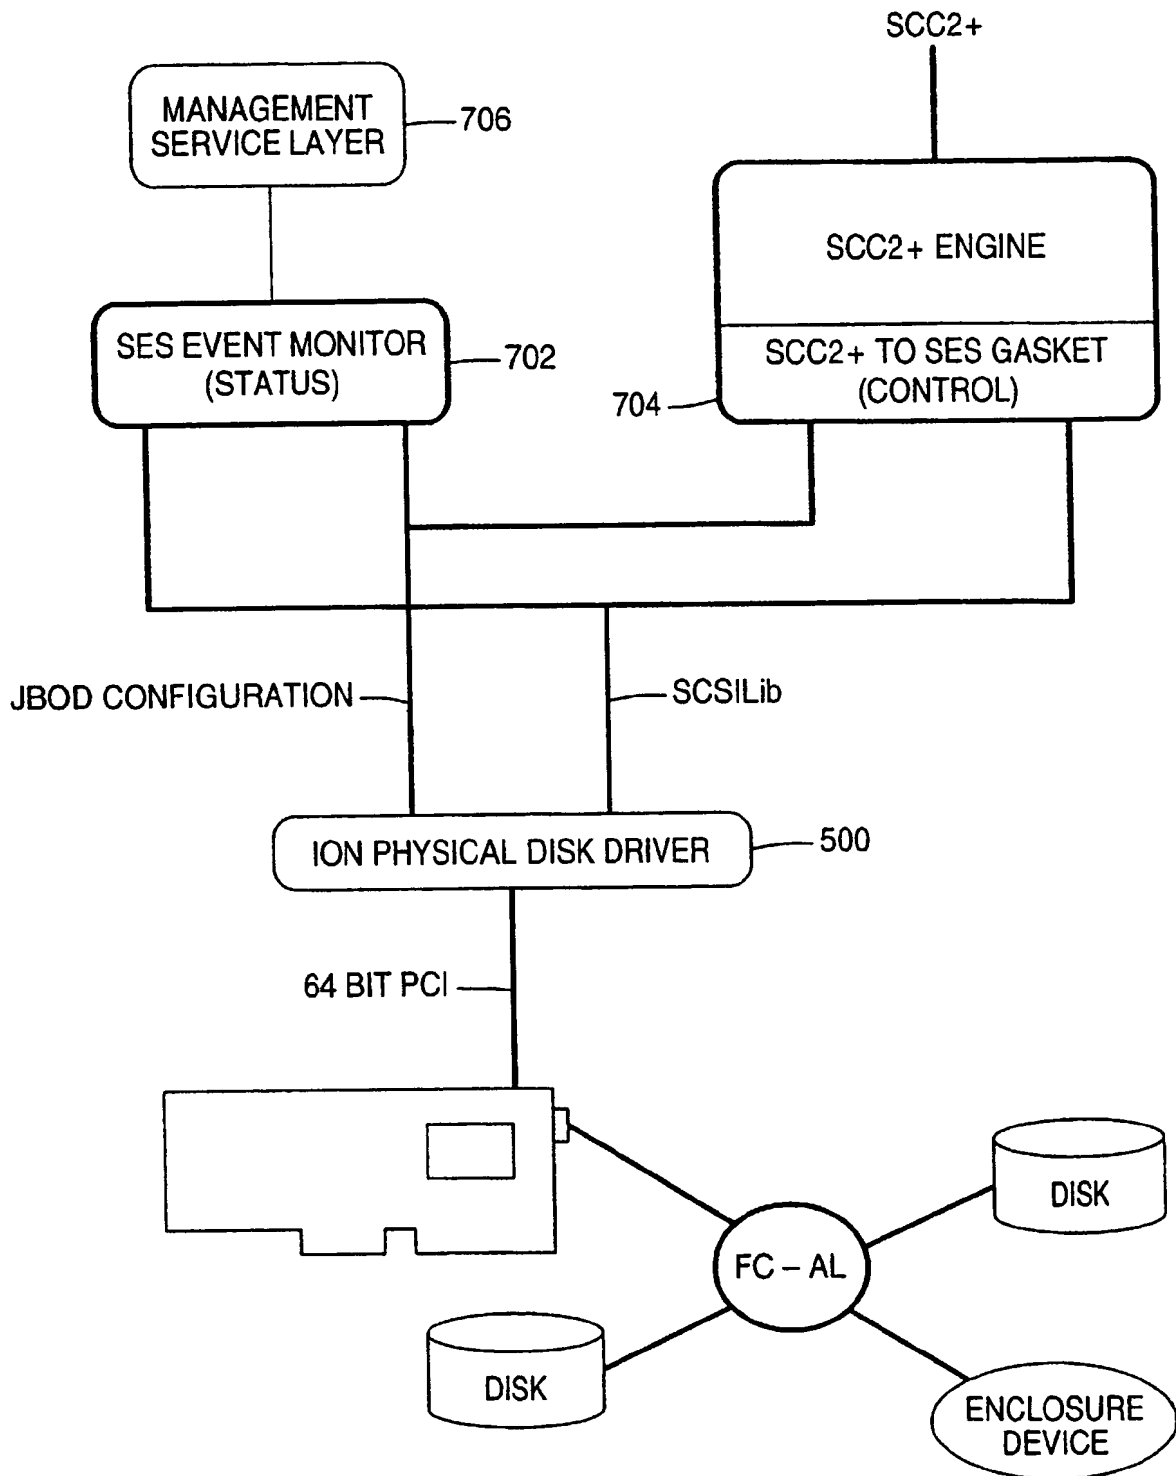 SCC2+
MANAGEMENT
SERVICE LAYER
706
SCC2+ ENGINE
SES EVENT MONITOR
(STATUS)
702
SCC2+ TO SES GASKET
(CONTROL)
704
JBOD CONFIGURATION
SCSILib
ION PHYSICAL DISK DRIVER
500
64 BIT PCI
DISK
FC – AL
DISK
ENCLOSURE
DEVICE